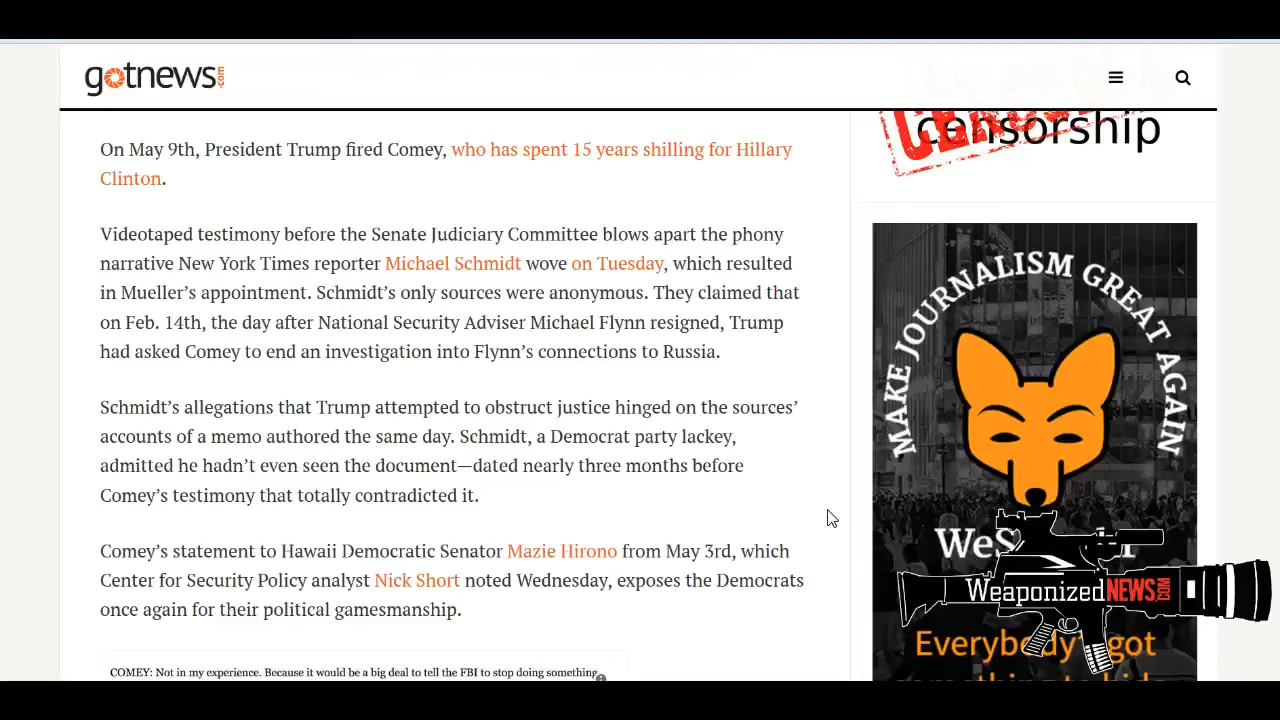 gotnews.com
censorship
On May 9th, President Trump fired Comey, who has spent 15 years shilling for Hillary
Clinton.
Videotaped testimony before the Senate Judiciary Committee blows apart the phony
narrative New York Times reporter Michael Schmidt wove on Tuesday, which resulted
in Mueller’s appointment. Schmidt’s only sources were anonymous. They claimed that
on Feb. 14th, the day after National Security Adviser Michael Flynn resigned, Trump
had asked Comey to end an investigation into Flynn’s connections to Russia.
Schmidt’s allegations that Trump attempted to obstruct justice hinged on the sources’
accounts of a memo authored the same day. Schmidt, a Democrat party lackey,
admitted he hadn’t even seen the document—dated nearly three months before
Comey’s testimony that totally contradicted it.
Comey’s statement to Hawaii Democratic Senator Mazie Hirono from May 3rd, which
Center for Security Policy analyst Nick Short noted Wednesday, exposes the Democrats
once again for their political gamesmanship.
COMEY: Not in my experience. Because it would be a big deal to tell the FBI to stop doing something
MAKE JOURNALISM GREAT AGAIN
WeaponizedNEWS.COM
Everybody's got